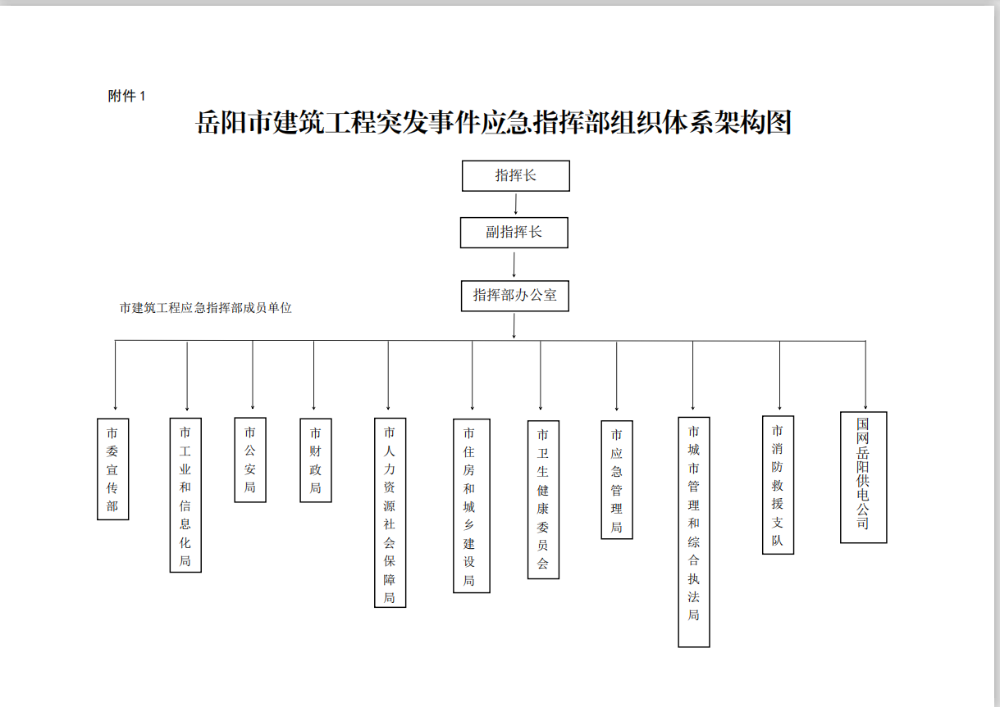 附件 1
岳阳市建筑工程突发事件应急指挥部组织体系架构图
指挥长
副指挥长
指挥部办公室
市建筑工程应急指挥部成员单位
市委宣传部
市工业和信息化局
市公安局
市财政局
市人力资源社会保障局
市住房和城乡建设局
市卫生健康委员会
市应急管理局
市城市管理和综合执法局
市消防救援支队
国网岳阳供电公司